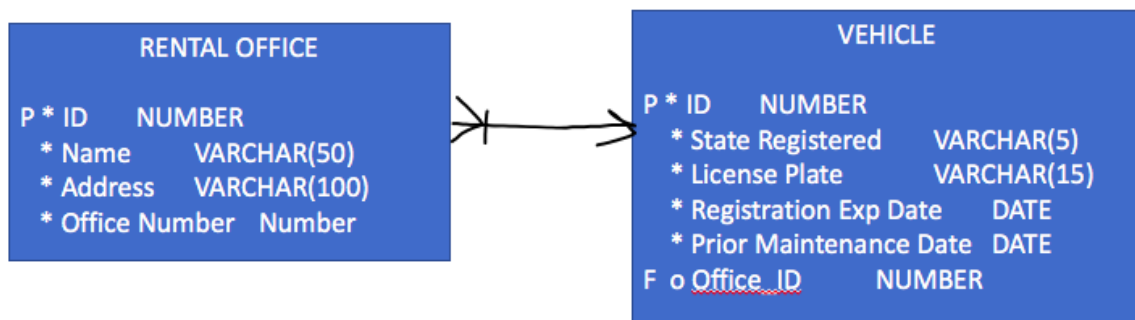 RENTAL OFFICE
P * ID NUMBER
* Name VARCHAR(50)
* Address VARCHAR(100)
* Office Number Number
VEHICLE
P * ID NUMBER
* State Registered VARCHAR(5)
* License Plate VARCHAR(15)
* Registration Exp Date DATE
* Prior Maintenance Date DATE
F o Office_ID NUMBER